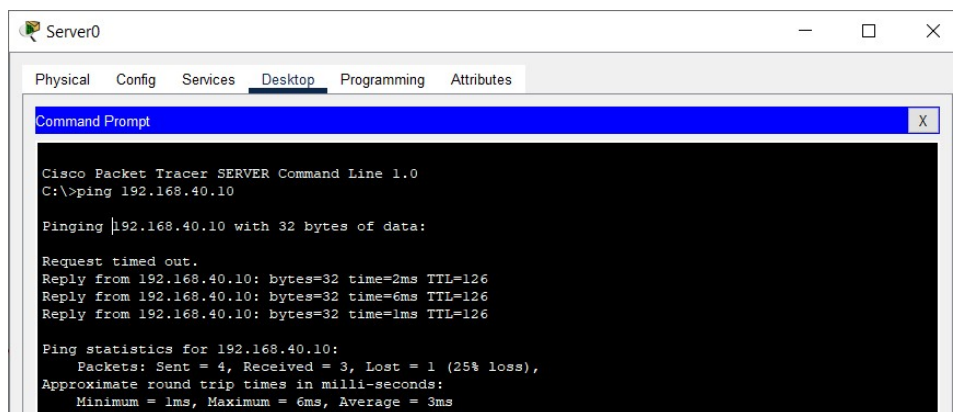 Server0
Physical Config Services Desktop Programming Attributes
Command Prompt
X
Cisco Packet Tracer SERVER Command Line 1.0
C:\>ping 192.168.40.10
Pinging 192.168.40.10 with 32 bytes of data:
Request timed out.
Reply from 192.168.40.10: bytes=32 time=2ms TTL=126
Reply from 192.168.40.10: bytes=32 time=6ms TTL=126
Reply from 192.168.40.10: bytes=32 time=1ms TTL=126
Ping statistics for 192.168.40.10:
Packets: Sent = 4, Received = 3, Lost = 1 (25% loss),
Approximate round trip times in milli-seconds:
Minimum = 1ms, Maximum = 6ms, Average = 3ms